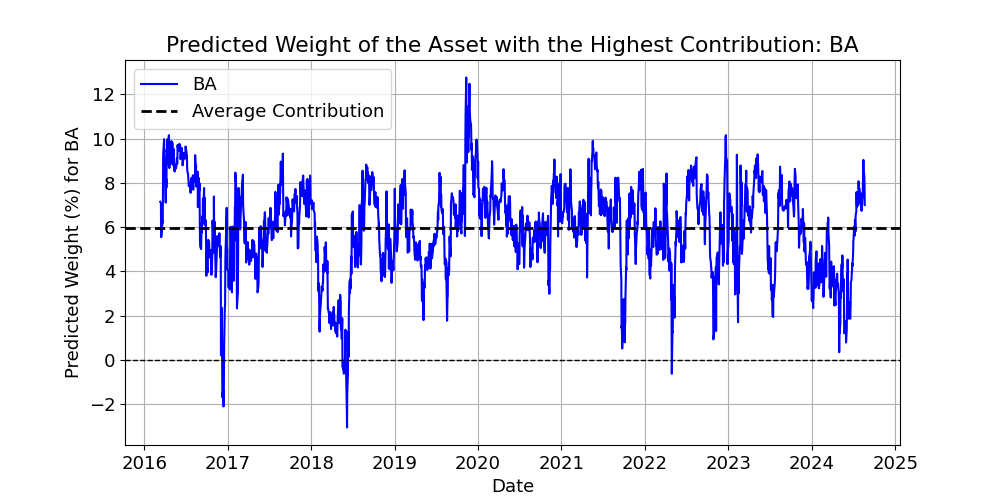 Predicted Weight of the Asset with the Highest Contribution: BA
BA
Average Contribution
Predicted Weight (%) for BA
12
10
8
6
4
2
0
−2
2016 2017 2018 2019 2020 2021 2022 2023 2024 2025
Date